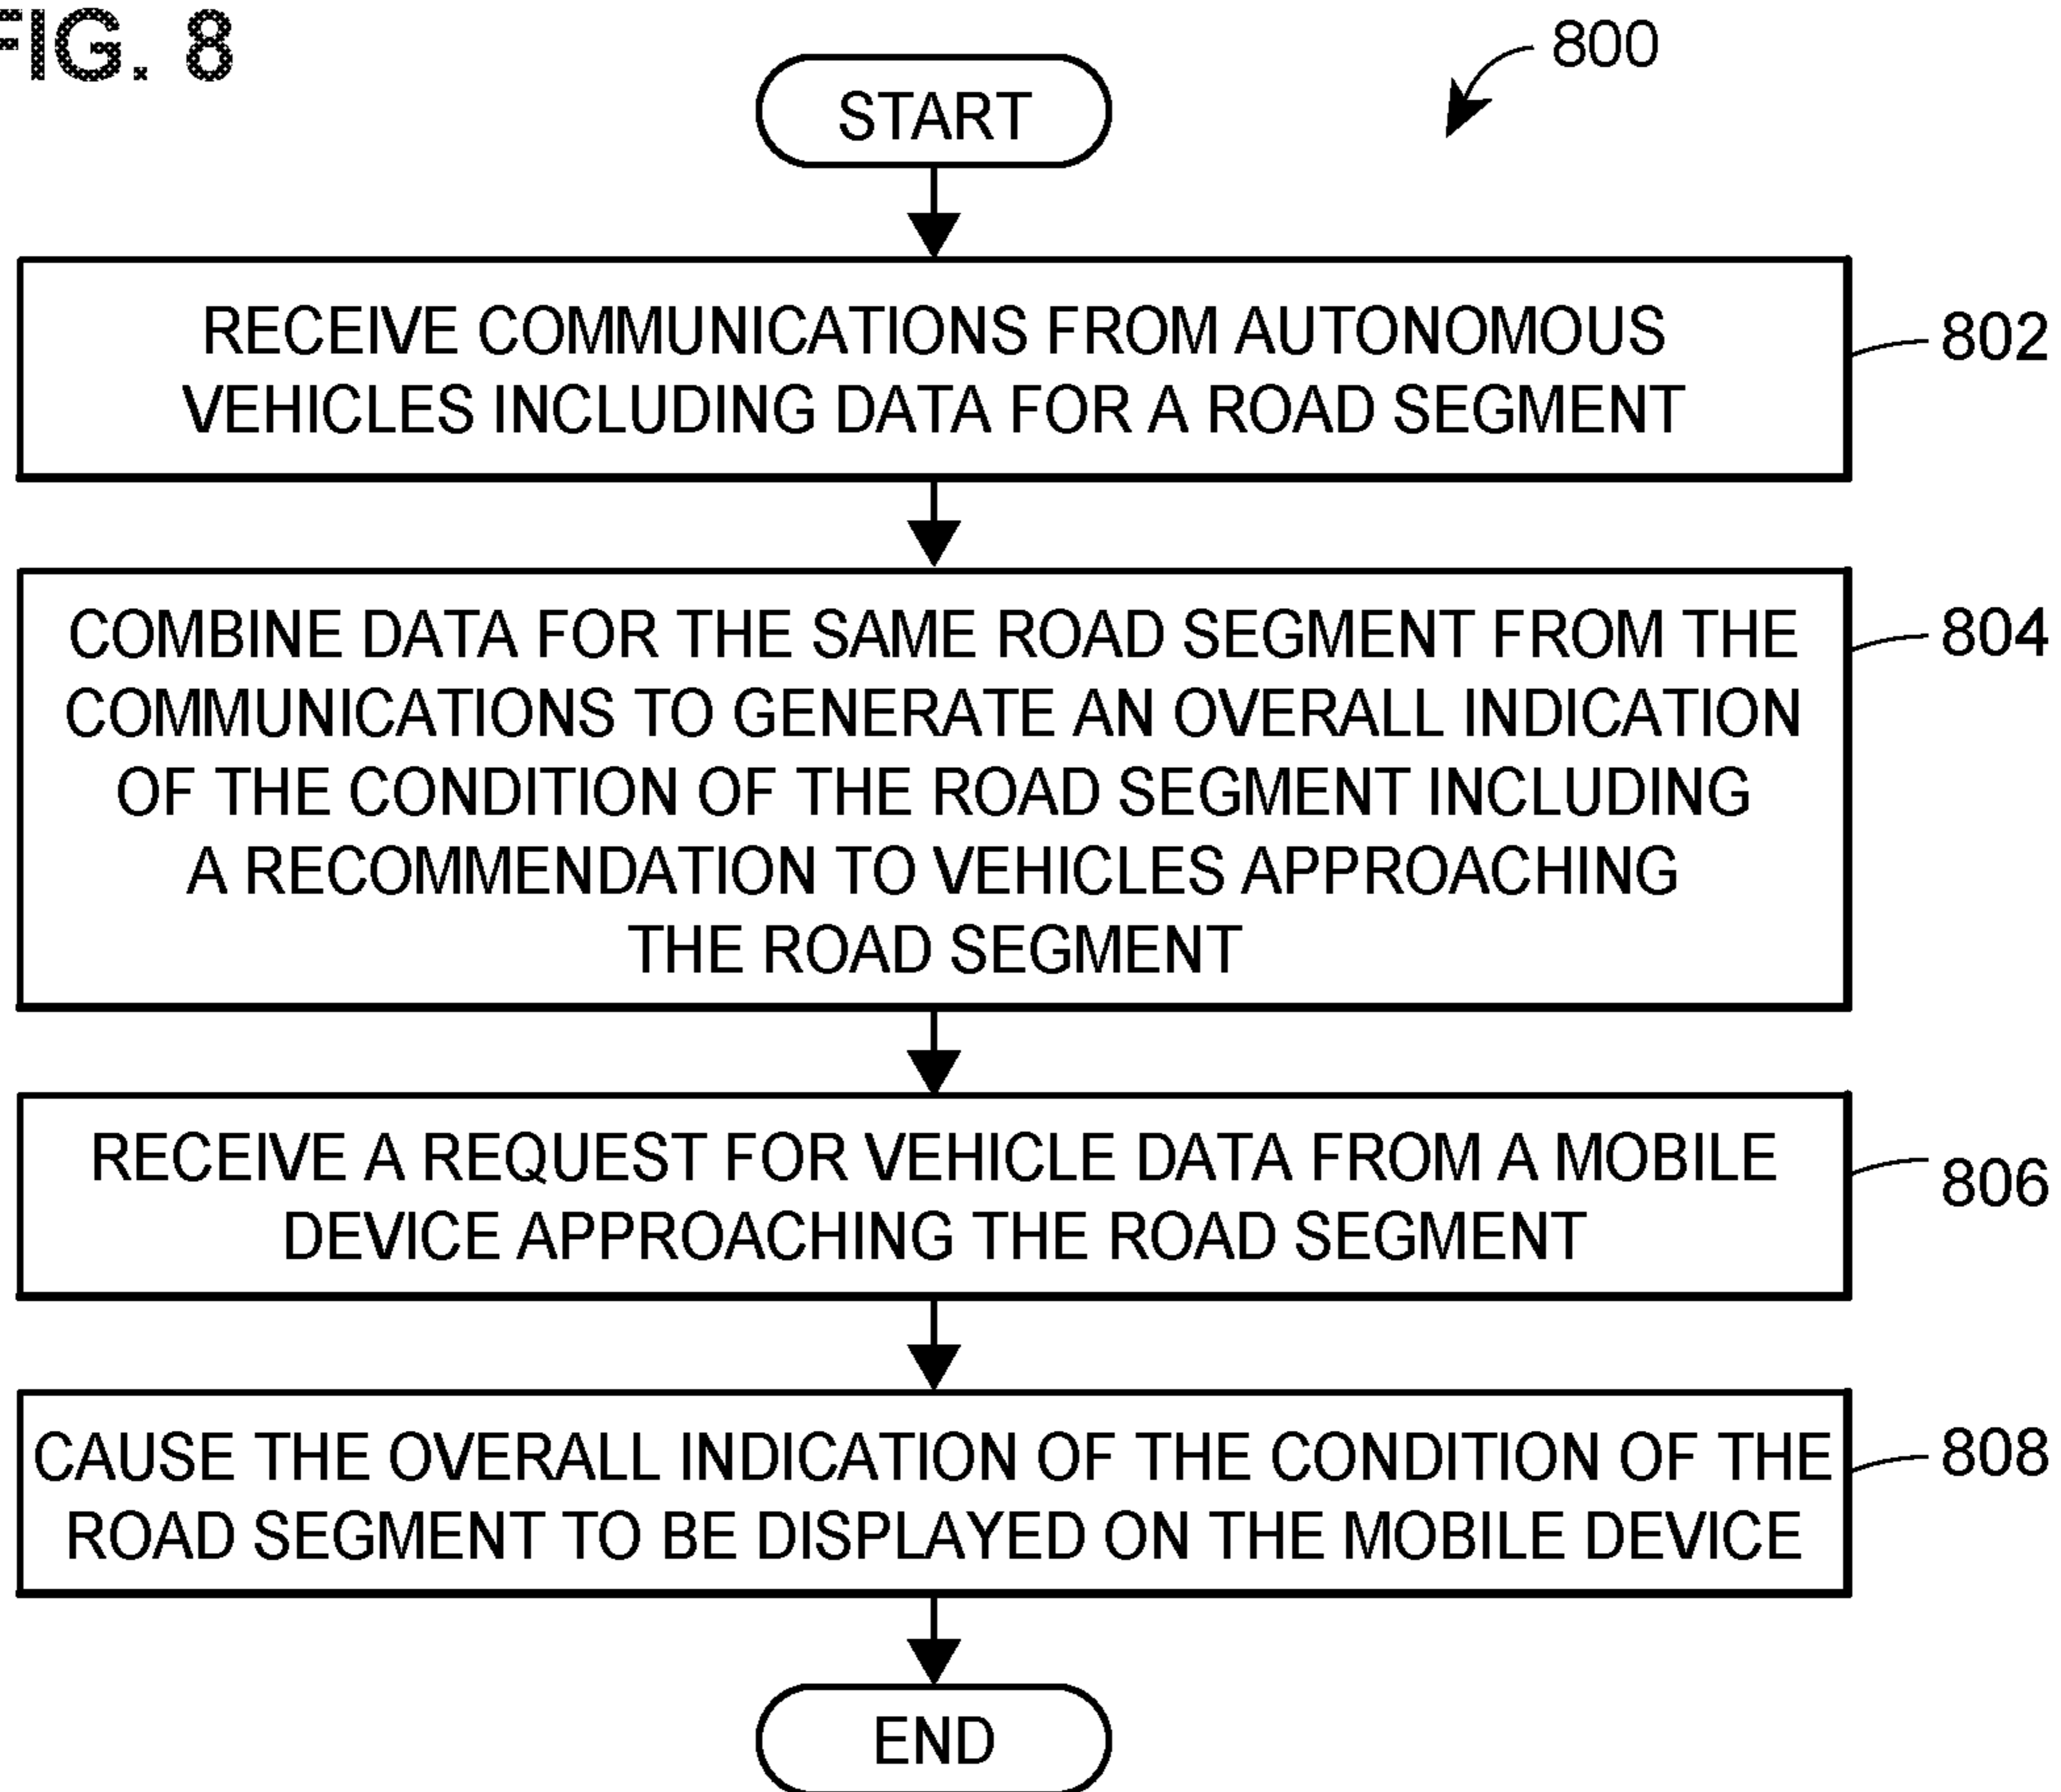 FIG. 8
800
START
RECEIVE COMMUNICATIONS FROM AUTONOMOUS
VEHICLES INCLUDING DATA FOR A ROAD SEGMENT
802
COMBINE DATA FOR THE SAME ROAD SEGMENT FROM THE
COMMUNICATIONS TO GENERATE AN OVERALL INDICATION
OF THE CONDITION OF THE ROAD SEGMENT INCLUDING
A RECOMMENDATION TO VEHICLES APPROACHING
THE ROAD SEGMENT
804
RECEIVE A REQUEST FOR VEHICLE DATA FROM A MOBILE
DEVICE APPROACHING THE ROAD SEGMENT
806
CAUSE THE OVERALL INDICATION OF THE CONDITION OF THE
ROAD SEGMENT TO BE DISPLAYED ON THE MOBILE DEVICE
808
END